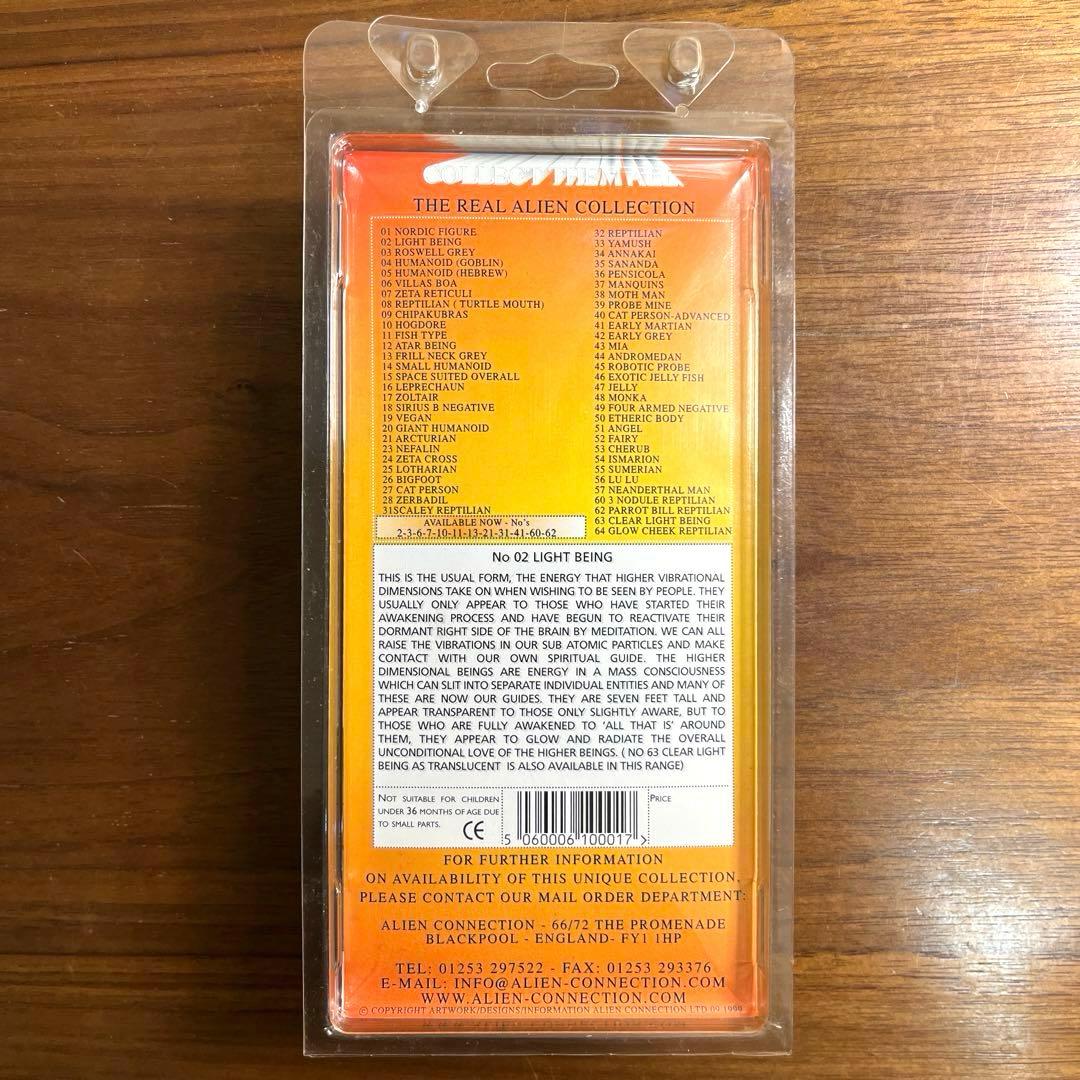 COLLECT THEM ALL
THE REAL ALIEN COLLECTION
01 NORDIC FIGURE
02 LIGHT BEING
03 ROSWELL GREY
04 HUMANOID (GOBLIN)
05 HUMANOID (HEBREW)
06 VILLAS BOA
07 ZETA RETICULI
08 REPTILIAN ( TURTLE MOUTH)
09 CHIPAKUBRAS
10 HOGDORE
11 FISH TYPE
12 ATAR BEING
13 FRILL NECK GREY
14 SMALL HUMANOID
15 SPACE SUITED OVERALL
16 LEPRECHAUN
17 ZOLTAIR
18 SIRIUS B NEGATIVE
19 VEGAN
20 GIANT HUMANOID
21 ARCTURIAN
23 NEFALIN
24 ZETA CROSS
25 LOTHARIAN
26 BIGFOOT
27 CAT PERSON
28 ZERBADIL
31SCALEY REPTILIAN
32 REPTILIAN
33 YAMUSH
34 ANNAKAI
35 SANANDA
36 PENSICOLA
37 MANQUINS
38 MOTH MAN
39 PROBE MINE
40 CAT PERSON-ADVANCED
41 EARLY MARTIAN
42 EARLY GREY
43 MIA
44 ANDROMEDAN
45 ROBOTIC PROBE
46 EXOTIC JELLY FISH
47 JELLY
48 MONKA
49 FOUR ARMED NEGATIVE
50 ETHERIC BODY
51 ANGEL
52 FAIRY
53 CHERUB
54 ISMARION
55 SUMERIAN
56 LU LU
57 NEANDERTHAL MAN
60 3 NODULE REPTILIAN
62 PARROT BILL REPTILIAN
63 CLEAR LIGHT BEING
64 GLOW CHEEK REPTILIAN
AVAILABLE NOW - No's
2-3-6-7-10-11-13-21-31-41-60-62
No 02 LIGHT BEING
THIS IS THE USUAL FORM, THE ENERGY THAT HIGHER VIBRATIONAL
DIMENSIONS TAKE ON WHEN WISHING TO BE SEEN BY PEOPLE. THEY
USUALLY ONLY APPEAR TO THOSE WHO HAVE STARTED THEIR
AWAKENING PROCESS AND HAVE BEGUN TO REACTIVATE THEIR
DORMANT RIGHT SIDE OF THE BRAIN BY MEDITATION. WE CAN ALL
RAISE THE VIBRATIONS IN OUR SUB ATOMIC PARTICLES AND MAKE
CONTACT WITH OUR OWN SPIRITUAL GUIDE. THE HIGHER
DIMENSIONAL BEINGS ARE ENERGY IN A MASS CONSCIOUSNESS
WHICH CAN SLIT INTO SEPARATE INDIVIDUAL ENTITIES AND MANY OF
THESE ARE NOW OUR GUIDES. THEY ARE SEVEN FEET TALL AND
APPEAR TRANSPARENT TO THOSE ONLY SLIGHTLY AWARE, BUT TO
THOSE WHO ARE FULLY AWAKENED TO 'ALL THAT IS' AROUND
THEM, THEY APPEAR TO GLOW AND RADIATE THE OVERALL
UNCONDITIONAL LOVE OF THE HIGHER BEINGS. ( NO 63 CLEAR LIGHT
BEING AS TRANSLUCENT IS ALSO AVAILABLE IN THIS RANGE)
NOT SUITABLE FOR CHILDREN
UNDER 36 MONTHS OF AGE DUE
TO SMALL PARTS.
CE
5 060006 100017 >
PRICE
FOR FURTHER INFORMATION
ON AVAILABILITY OF THIS UNIQUE COLLECTION,
PLEASE CONTACT OUR MAIL ORDER DEPARTMENT:
ALIEN CONNECTION - 66/72 THE PROMENADE
BLACKPOOL - ENGLAND- FY1 1HP
TEL: 01253 297522 - FAX: 01253 293376
E-MAIL: INFO@ALIEN-CONNECTION.COM
WWW.ALIEN-CONNECTION.COM
© COPYRIGHT ARTWORK/DESIGNS/INFORMATION ALIEN CONNECTION LTD 09 1999